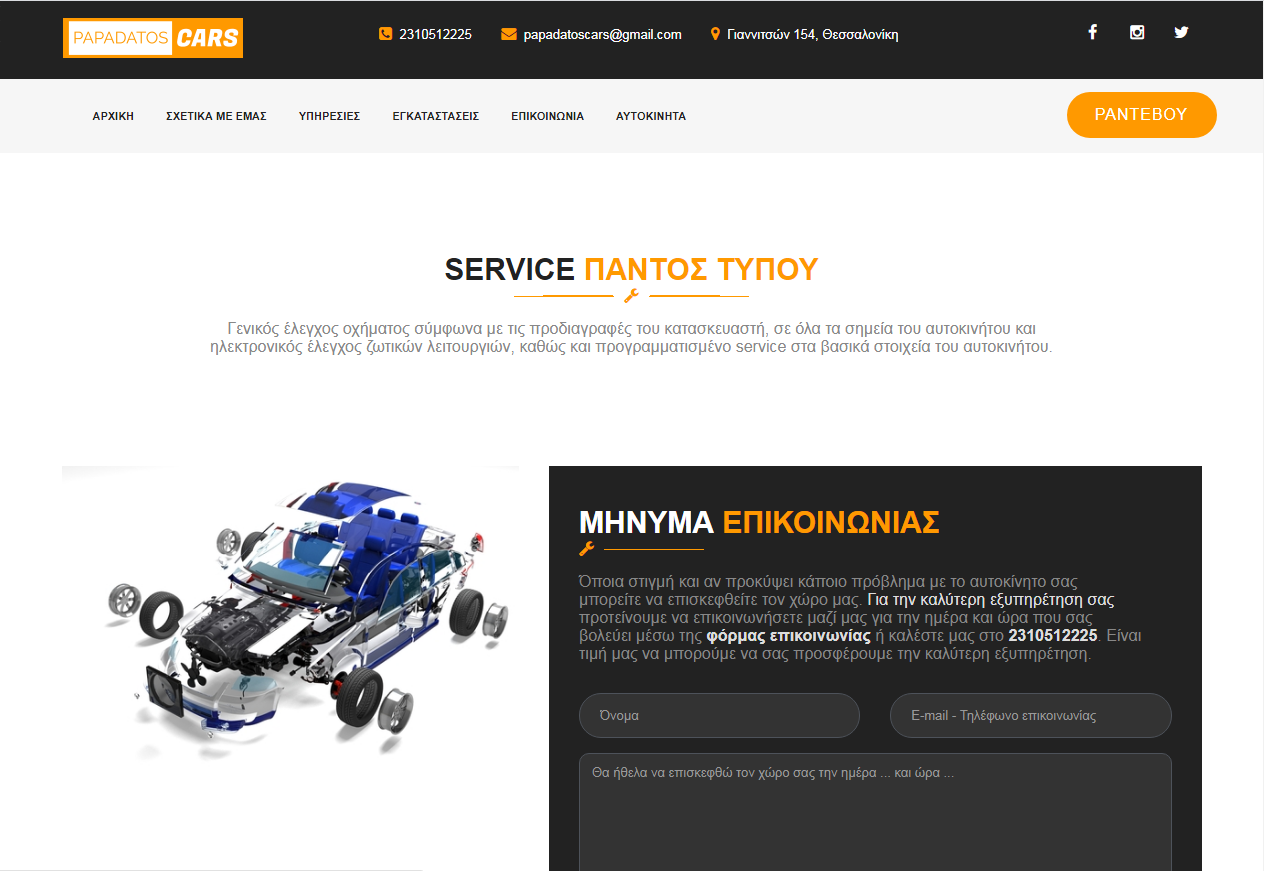 PAPADATOS CARS
2310512225
papadatoscars@gmail.com
Γιαννιτσών 154, Θεσσαλονίκη
ΑΡΧΙΚΗ
ΣΧΕΤΙΚΑ ΜΕ ΕΜΑΣ
ΥΠΗΡΕΣΙΕΣ
ΕΓΚΑΤΑΣΤΑΣΕΙΣ
ΕΠΙΚΟΙΝΩΝΙΑ
ΑΥΤΟΚΙΝΗΤΑ
ΡΑΝΤΕΒΟΥ
SERVICE ΠΑΝΤΟΣ ΤΥΠΟΥ
Γενικός έλεγχος οχήματος σύμφωνα με τις προδιαγραφές του κατασκευαστή, σε όλα τα σημεία του αυτοκινήτου και
ηλεκτρονικός έλεγχος ζωτικών λειτουργιών, καθώς και προγραμματισμένο service στα βασικά στοιχεία του αυτοκινήτου.
ΜΗΝΥΜΑ ΕΠΙΚΟΙΝΩΝΙΑΣ
Όποια στιγμή και αν προκύψει κάποιο πρόβλημα με το αυτοκίνητο σας
μπορείτε να επισκεφθείτε τον χώρο μας. Για την καλύτερη εξυπηρέτηση σας
προτείνουμε να επικοινωνήσετε μαζί μας για την ημέρα και ώρα που σας
βολεύει μέσω της φόρμας επικοινωνίας ή καλέστε μας στο 2310512225. Είναι
τιμή μας να μπορούμε να σας προσφέρουμε την καλύτερη εξυπηρέτηση.
Όνομα
E-mail - Τηλέφωνο επικοινωνίας
Θα ήθελα να επισκεφθώ τον χώρο σας την ημέρα ... και ώρα ...